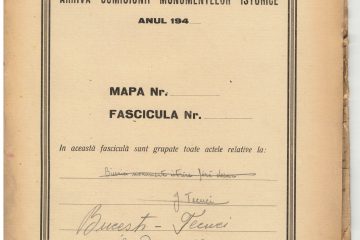 ARHIVA COMISIUNII MONUMENTELOR ISTORICE
ANUL 194
MAPA Nr.
FASCICULA Nr.
In această fasciculă sunt grupate toate actele relative la:
J Tecuci
Bucești - Tecuci